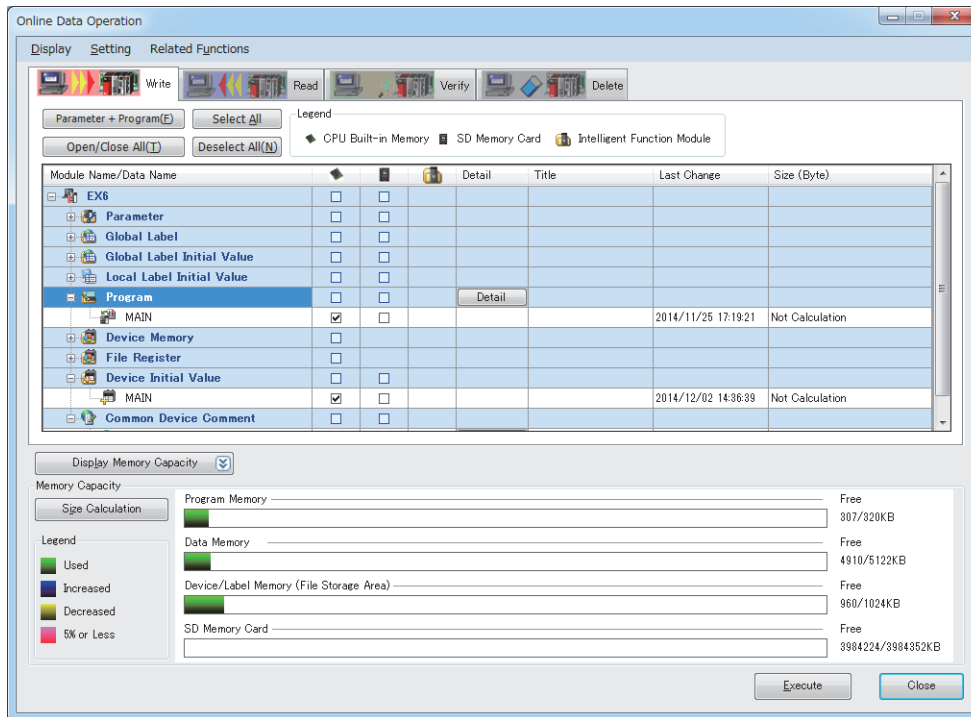 Online Data Operation
Display Setting Related Functions
Write Read Verify Delete
Parameter + Program(F) Select All Legend
CPU Built-in Memory SD Memory Card Intelligent Function Module
Open/Close All(T) Deselect All(N)
Module Name/Data Name Detail Title Last Change Size (Byte)
EX6
Parameter
Global Label
Global Label Initial Value
Local Label Initial Value
Program Detail
MAIN 2014/11/25 17:19:21 Not Calculation
Device Memory
File Register
Device Initial Value
MAIN 2014/12/02 14:36:39 Not Calculation
Common Device Comment
Display Memory Capacity
Memory Capacity
Size Calculation
Program Memory Free
307/320KB
Legend
Used
Increased
Decreased
5% or Less
Data Memory Free
4910/5122KB
Device/Label Memory (File Storage Area) Free
960/1024KB
SD Memory Card Free
3984224/3984352KB
Execute Close